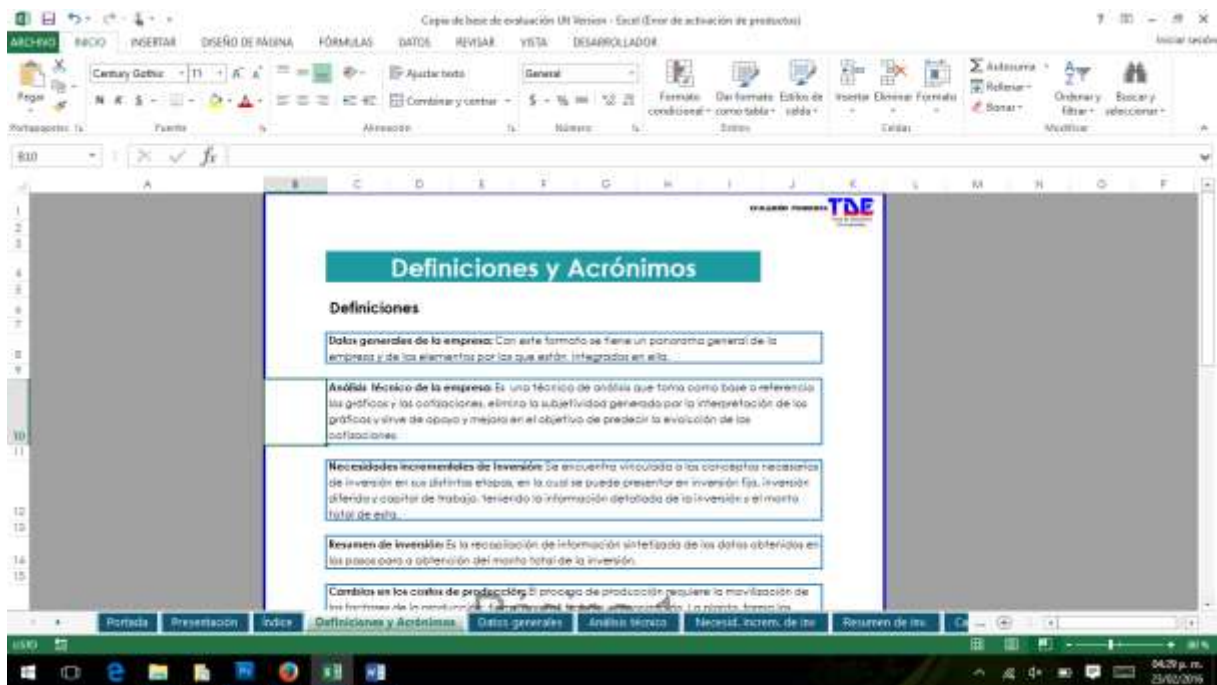 Copia de base de evaluación UN Version - Excel (Error de activación de productos)
ARCHIVO INICIO INSERTAR DISEÑO DE PÁGINA FÓRMULAS DATOS REVISAR VISTA DESARROLLADOR Iniciar sesión
Pegar Century Gothic 11 Ajustar texto General Autosuma
N K S Combinar y centrar Formato condicional Dar formato como tabla Estilos de celda Insertar Eliminar Formato Rellenar Borrar Ordenar y filtrar Buscar y seleccionar
Portapapeles Fuente Alineación Número Estilos Celdas Modificar
B10
A B C D E F G H I J K L M N O P
TDE
Definiciones y Acrónimos
Definiciones
Datos generales de la empresa: Con este formato se tiene un panorama general de la
empresa y de los elementos por los que están integrados en ella.
Análisis técnico de la empresa: Es una técnica de análisis que toma como base o referencia
los gráficos y las cotizaciones, elimina la subjetividad generada por la interpretación de los
gráficos y sirve de apoyo y mejora en el objetivo de predecir la evolución de las
cotizaciones.
Necesidades incrementales de Inversión: Se encuentra vinculada a los conceptos necesarios
de inversión en sus distintas etapas, en la cual se puede presentar en inversión fija, inversión
diferida y capital de trabajo, teniendo la información detallada de la inversión y el monto
total de esta.
Resumen de inversión: Es la recopilación de información sintetizada de los datos obtenidos en
los pasos para a obtención del monto total de la inversión.
Cambios en los costos de producción: El proceso de producción requiere la movilización de
los factores de la producción
Portada Presentación Indice Definiciones y Acrónimos Datos generales Análisis técnico Necesid. increm. de inv Resumen de inv. Ca
LISTO 80%
04:29 p. m.
23/02/2016